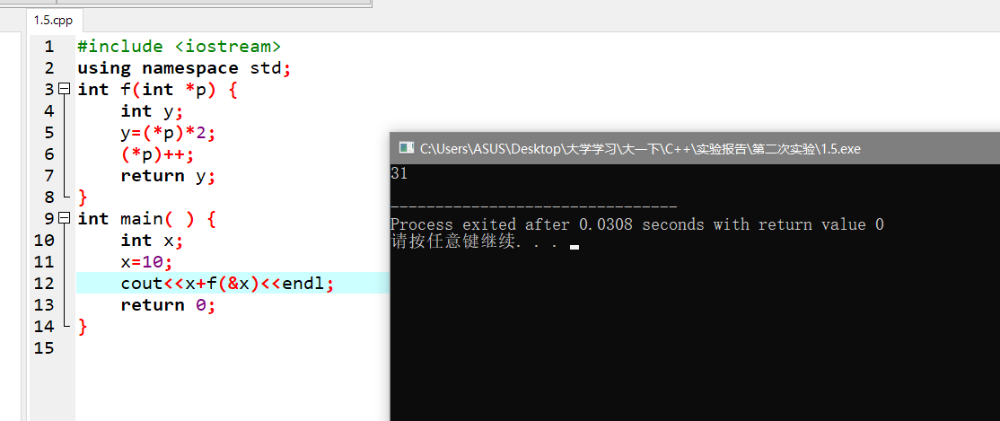 1.5.cpp
1 #include <iostream>
2 using namespace std;
3 int f(int *p) {
4 int y;
5 y=(*p)*2;
6 (*p)++;
7 return y;
8 }
9 int main( ) {
10 int x;
11 x=10;
12 cout<<x+f(&x)<<endl;
13 return 0;
14 }
15
C:\Users\ASUS\Desktop\大学学习\大一下\C++\实验报告\第二次实验\1.5.exe
31
--------------------------------
Process exited after 0.0308 seconds with return value 0
请按任意键继续. . .